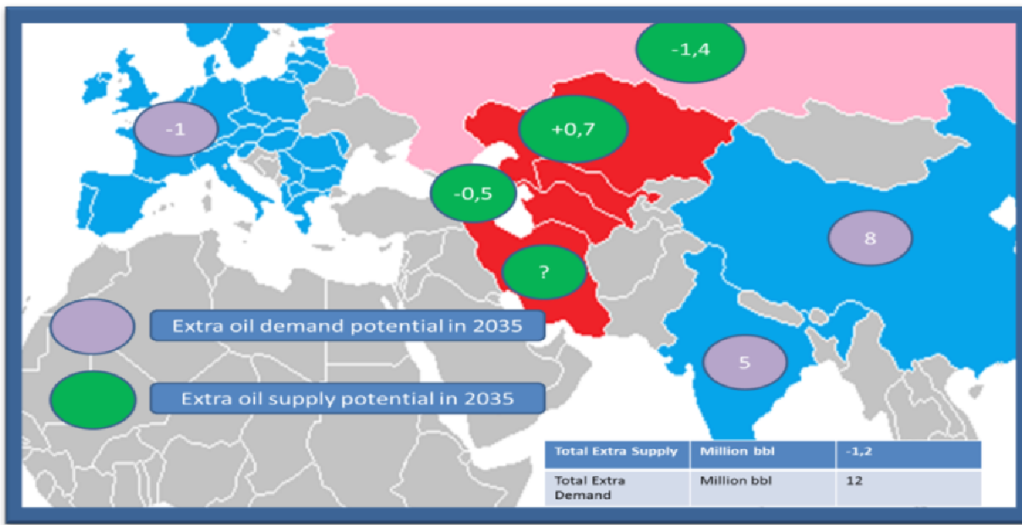 -1,4
-1
+0,7
-0,5
8
?
Extra oil demand potential in 2035
5
Extra oil supply potential in 2035
Total Extra Supply Million bbl -1,2
Total Extra Million bbl 12
Demand